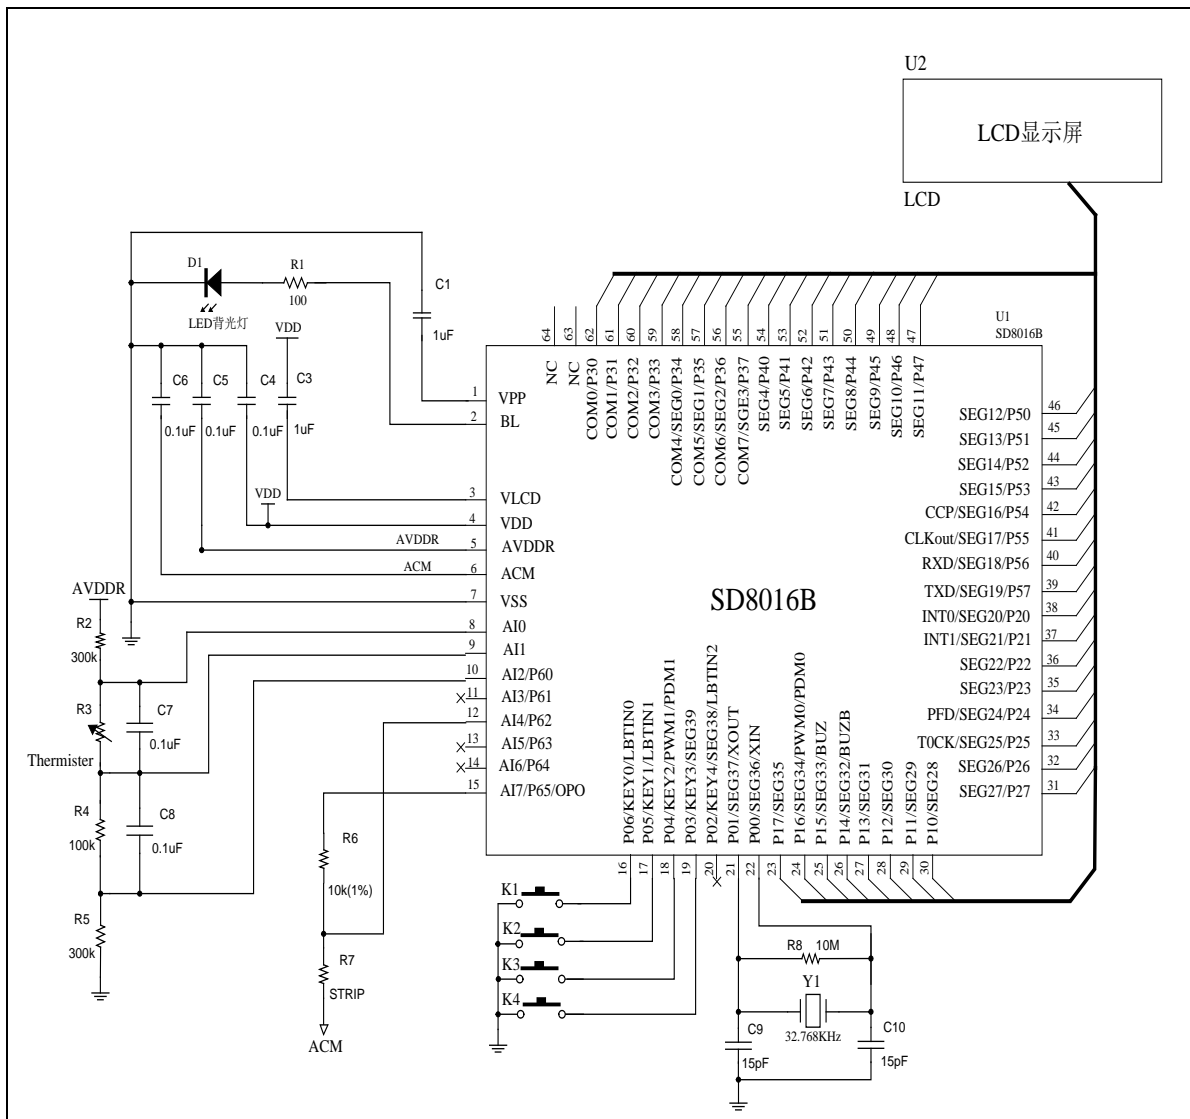 U2
LCD显示屏
LCD
D1
R1
100
LED背光灯
C1
1uF
VDD
C6
C5
C4
C3
0.1uF
0.1uF
0.1uF
1uF
VDD
AVDDR
ACM
U1
SD8016B
64
63
62
61
60
59
58
57
56
55
54
53
52
51
50
49
48
47
NC
NC
COM0/P30
COM1/P31
COM2/P32
COM3/P33
COM4/SEG0/P34
COM5/SEG1/P35
COM6/SEG2/P36
COM7/SGE3/P37
SEG4/P40
SEG5/P41
SEG6/P42
SEG7/P43
SEG8/P44
SEG9/P45
SEG10/P46
SEG11/P47
1 VPP
2 BL
3 VLCD
4 VDD
5 AVDDR
6 ACM
7 VSS
8 AI0
9 AI1
10 AI2/P60
11 AI3/P61
12 AI4/P62
13 AI5/P63
14 AI6/P64
15 AI7/P65/OPO
SD8016B
SEG12/P50 46
SEG13/P51 45
SEG14/P52 44
SEG15/P53 43
CCP/SEG16/P54 42
CLKout/SEG17/P55 41
RXD/SEG18/P56 40
TXD/SEG19/P57 39
INT0/SEG20/P20 38
INT1/SEG21/P21 37
SEG22/P22 36
SEG23/P23 35
PFD/SEG24/P24 34
T0CK/SEG25/P25 33
SEG26/P26 32
SEG27/P27 31
P06/KEY0/LBTIN0
P05/KEY1/LBTIN1
P04/KEY2/PWM1/PDM1
P03/KEY3/SEG39
P02/KEY4/SEG38/LBTIN2
P01/SEG37/XOUT
P00/SEG36/XIN
P17/SEG35
P16/SEG34/PWM0/PDM0
P15/SEG33/BUZ
P14/SEG32/BUZB
P13/SEG31
P12/SEG30
P11/SEG29
P10/SEG28
16
17
18
19
20
21
22
23
24
25
26
27
28
29
30
AVDDR
R2
300k
R3
Thermister
C7
0.1uF
R4
100k
C8
0.1uF
R5
300k
R6
10k(1%)
R7
STRIP
ACM
K1
K2
K3
K4
R8 10M
Y1
32.768KHz
C9
15pF
C10
15pF